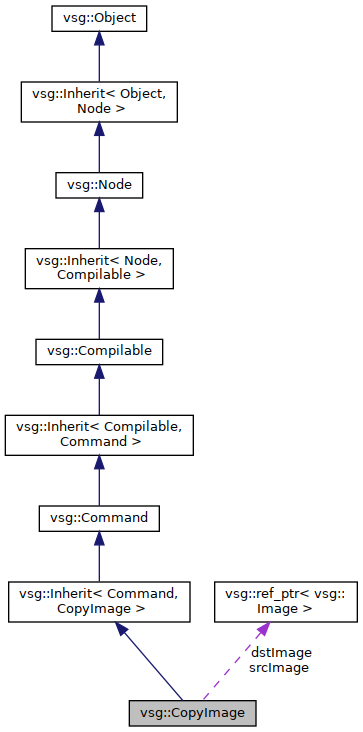 vsg::Object
vsg::Inherit< Object,
Node >
vsg::Node
vsg::Inherit< Node,
Compilable >
vsg::Compilable
vsg::Inherit< Compilable,
Command >
vsg::Command
vsg::Inherit< Command,
CopyImage >
vsg::ref_ptr< vsg::
Image >
dstImage
srcImage
vsg::CopyImage